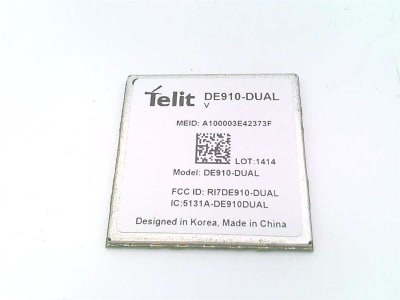 Telit DE910-DUAL
V
MEID: A100003E42373F
LOT:1414
Model: DE910-DUAL
FCC ID: RI7DE910-DUAL
IC:5131A-DE910DUAL
Designed in Korea, Made in China